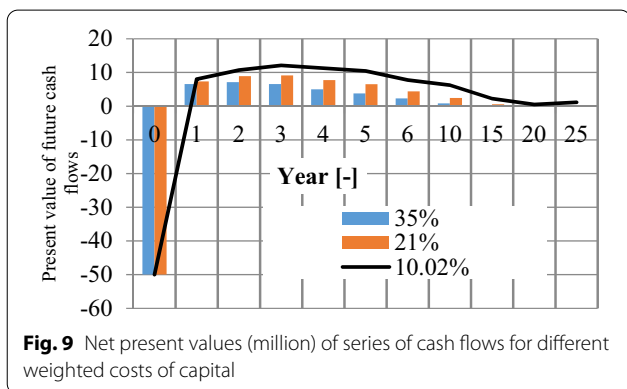 20
10
0
-10
-20
-30
-40
-50
-60
Present value of future cash
flows
0 1 2 3 4 5 6 10 15 20 25
Year [-]
35%
21%
10.02%
Fig. 9 Net present values (million) of series of cash flows for different
weighted costs of capital